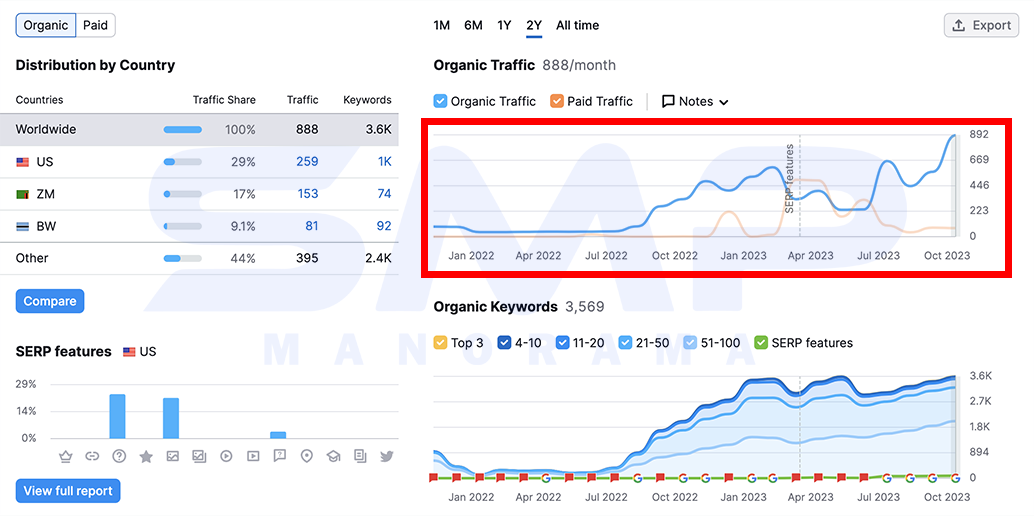 Organic Paid
Distribution by Country
Countries Traffic Share Traffic Keywords
Worldwide 100% 888 3.6K
US 29% 259 1K
ZM 17% 153 74
BW 9.1% 81 92
Other 44% 395 2.4K
Compare
SERP features US
29%
14%
0%
View full report
1M 6M 1Y 2Y All time
Export
Organic Traffic 888/month
Organic Traffic Paid Traffic Notes
892
669
446
223
0
SERP features
Jan 2022 Apr 2022 Jul 2022 Oct 2022 Jan 2023 Apr 2023 Jul 2023 Oct 2023
Organic Keywords 3,569
Top 3 4-10 11-20 21-50 51-100 SERP features
3.6K
2.7K
1.8K
894
0
Jan 2022 Apr 2022 Jul 2022 Oct 2022 Jan 2023 Apr 2023 Jul 2023 Oct 2023
SMP
MANORAMA